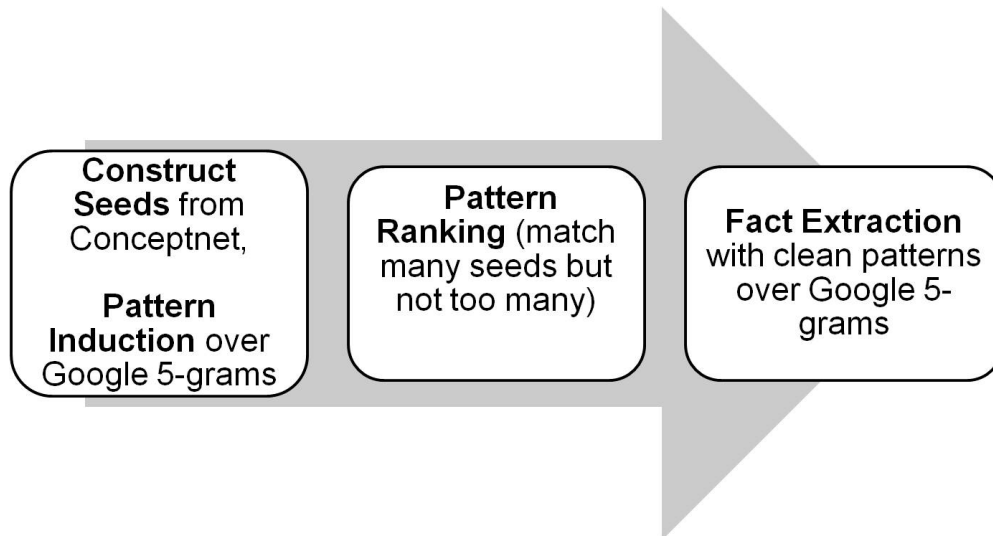 Construct
Seeds from
Conceptnet,
Pattern
Induction over
Google 5-grams
Pattern
Ranking (match
many seeds but
not too many)
Fact Extraction
with clean patterns
over Google 5-
grams